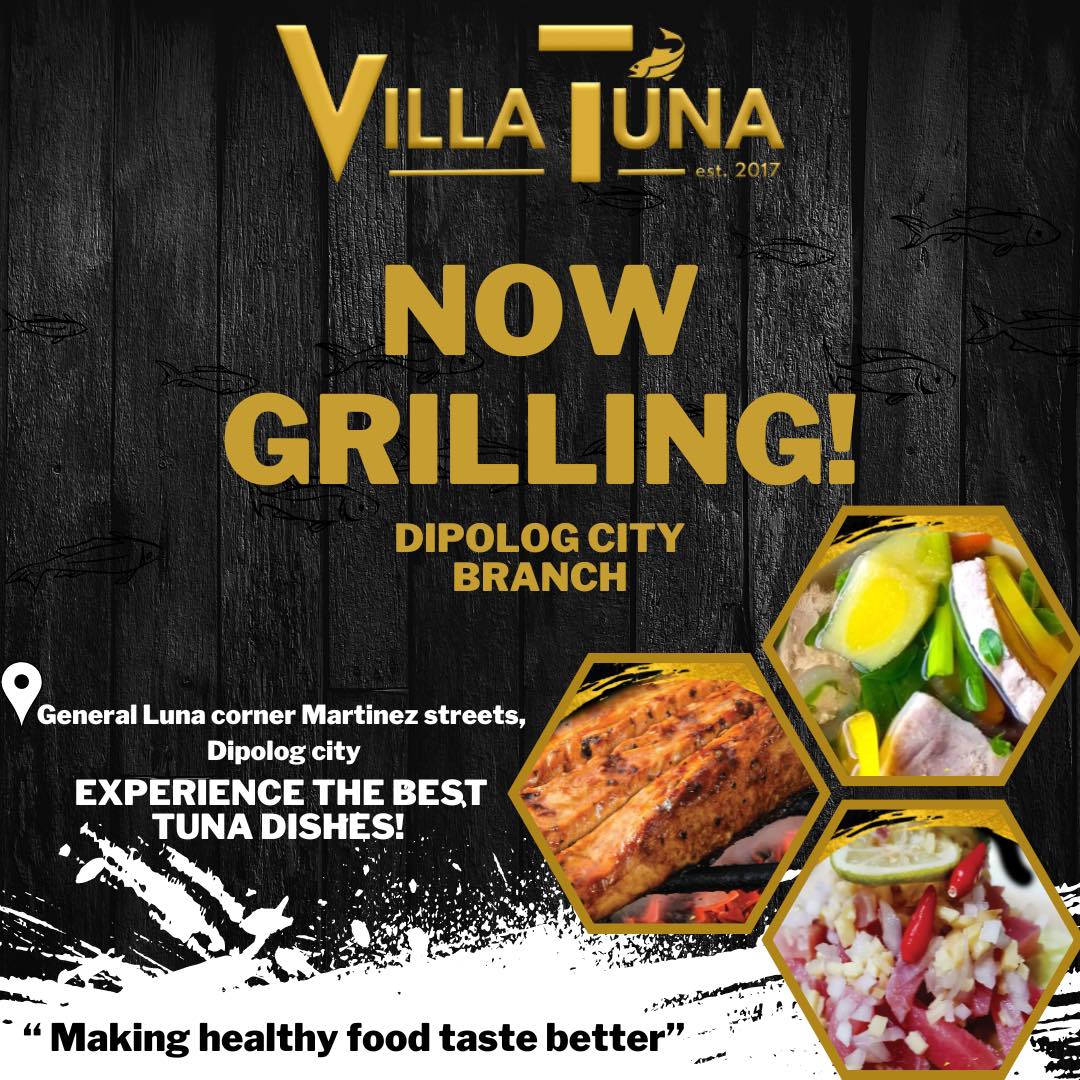 VILLA TUNA
est. 2017
NOW
GRILLING!
DIPOLOG CITY
BRANCH
General Luna corner Martinez streets,
Dipolog city
EXPERIENCE THE BEST
TUNA DISHES!
“ Making healthy food taste better”